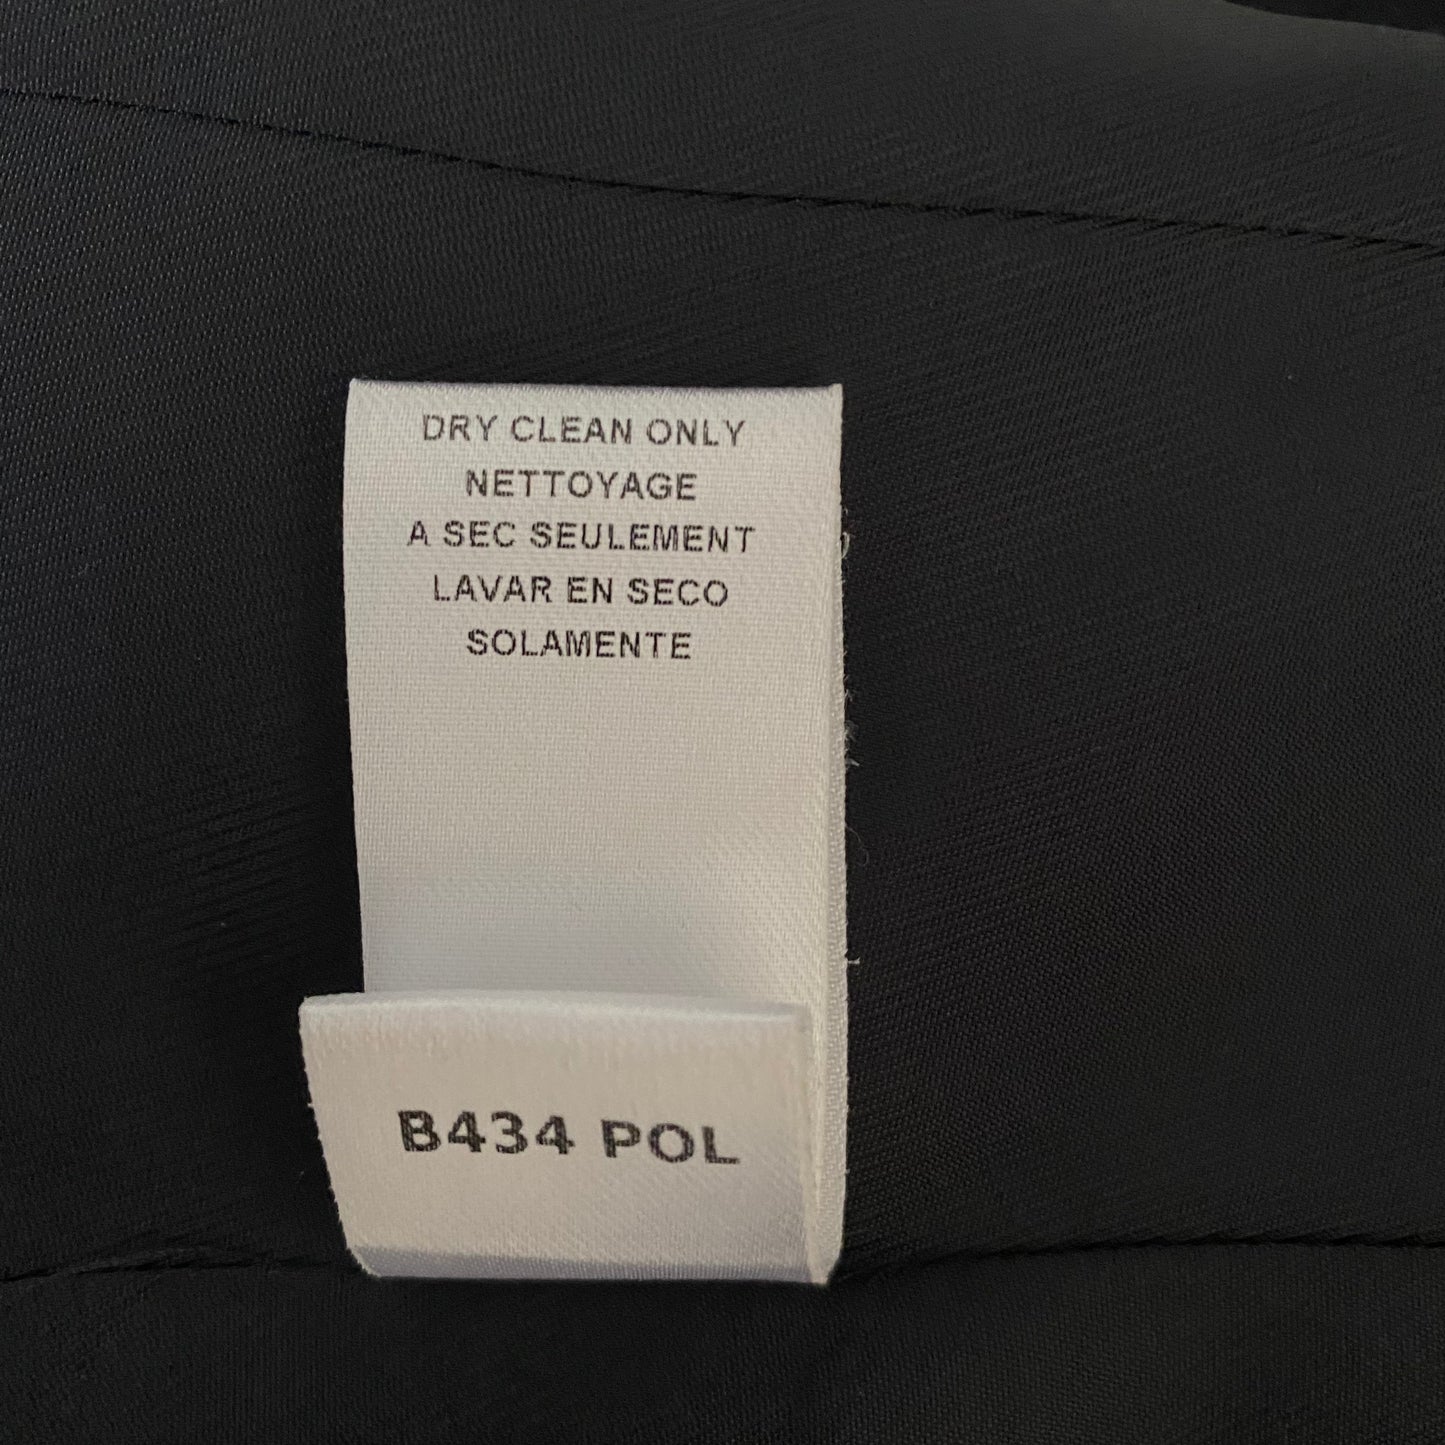 DRY CLEAN ONLY
NETTOYAGE
A SEC SEULEMENT
LAVAR EN SECO
SOLAMENTE
B434 POL